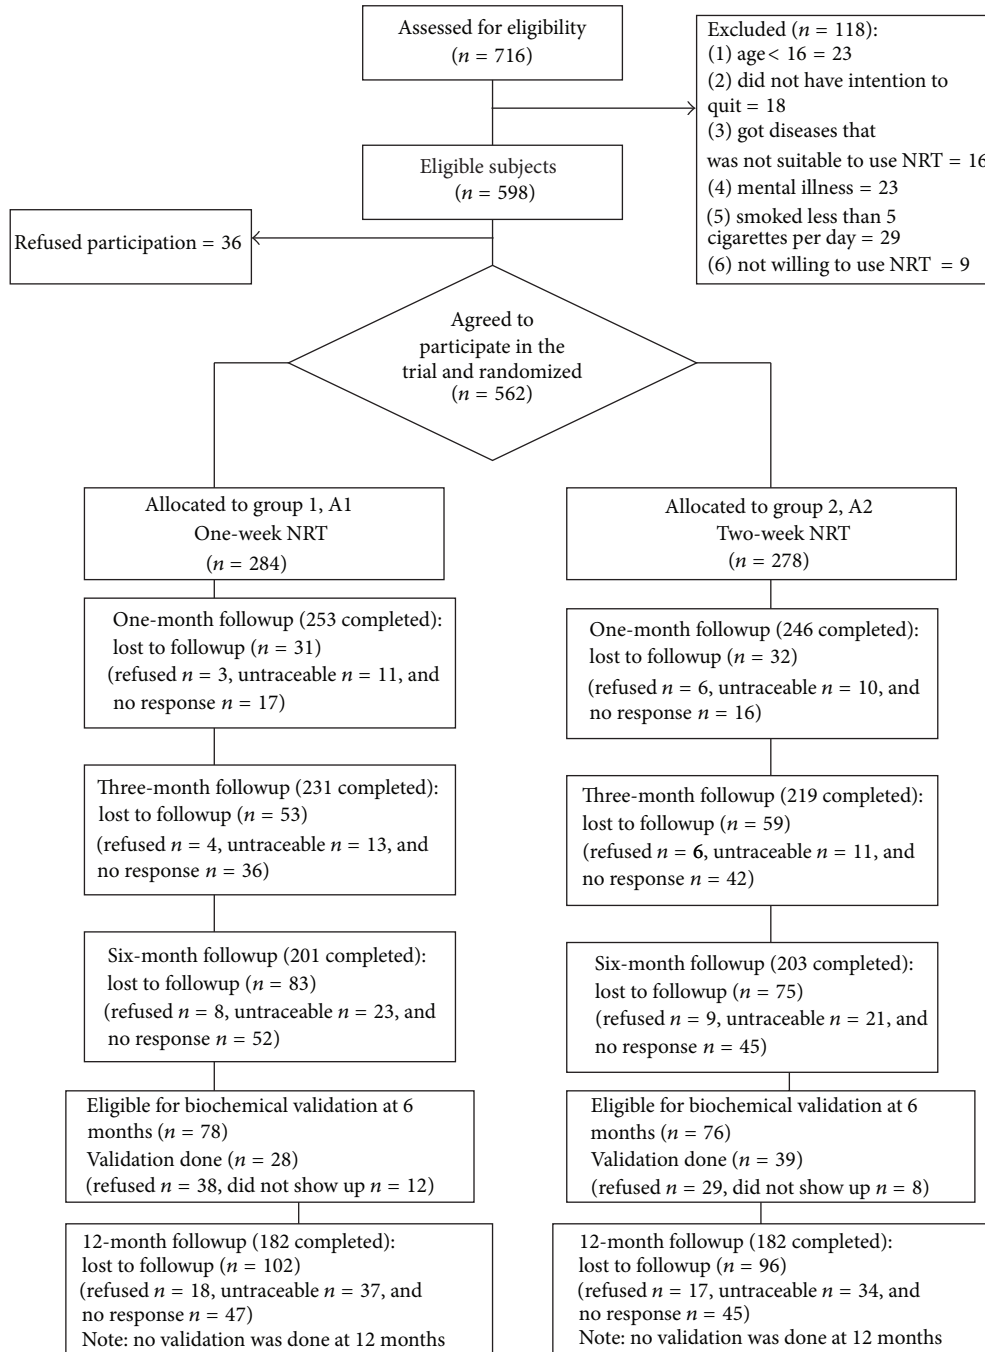 Assessed for eligibility
(n = 716)
Excluded (n = 118):
(1) age< 16 = 23
(2) did not have intention to
quit = 18
(3) got diseases that
was not suitable to use NRT = 16
(4) mental illness = 23
(5) smoked less than 5
cigarettes per day = 29
(6) not willing to use NRT = 9
Eligible subjects
(n = 598)
Refused participation = 36
Agreed to
participate in the
trial and randomized
(n = 562)
Allocated to group 1, A1
One-week NRT
(n = 284)
One-month followup (253 completed):
lost to followup (n = 31)
(refused n = 3, untraceable n = 11, and
no response n = 17)
Three-month followup (231 completed):
lost to followup (n = 53)
(refused n = 4, untraceable n = 13, and
no response n = 36)
Six-month followup (201 completed):
lost to followup (n = 83)
(refused n = 8, untraceable n = 23, and
no response n = 52)
Eligible for biochemical validation at 6
months (n = 78)
Validation done (n = 28)
(refused n = 38, did not show up n = 12)
12-month followup (182 completed):
lost to followup (n = 102)
(refused n = 18, untraceable n = 37, and
no response n = 47)
Note: no validation was done at 12 months
Allocated to group 2, A2
Two-week NRT
(n = 278)
One-month followup (246 completed):
lost to followup (n = 32)
(refused n = 6, untraceable n = 10, and
no response n = 16)
Three-month followup (219 completed):
lost to followup (n = 59)
(refused n = 6, untraceable n = 11, and
no response n = 42)
Six-month followup (203 completed):
lost to followup (n = 75)
(refused n = 9, untraceable n = 21, and
no response n = 45)
Eligible for biochemical validation at 6
months (n = 76)
Validation done (n = 39)
(refused n = 29, did not show up n = 8)
12-month followup (182 completed):
lost to followup (n = 96)
(refused n = 17, untraceable n = 34, and
no response n = 45)
Note: no validation was done at 12 months